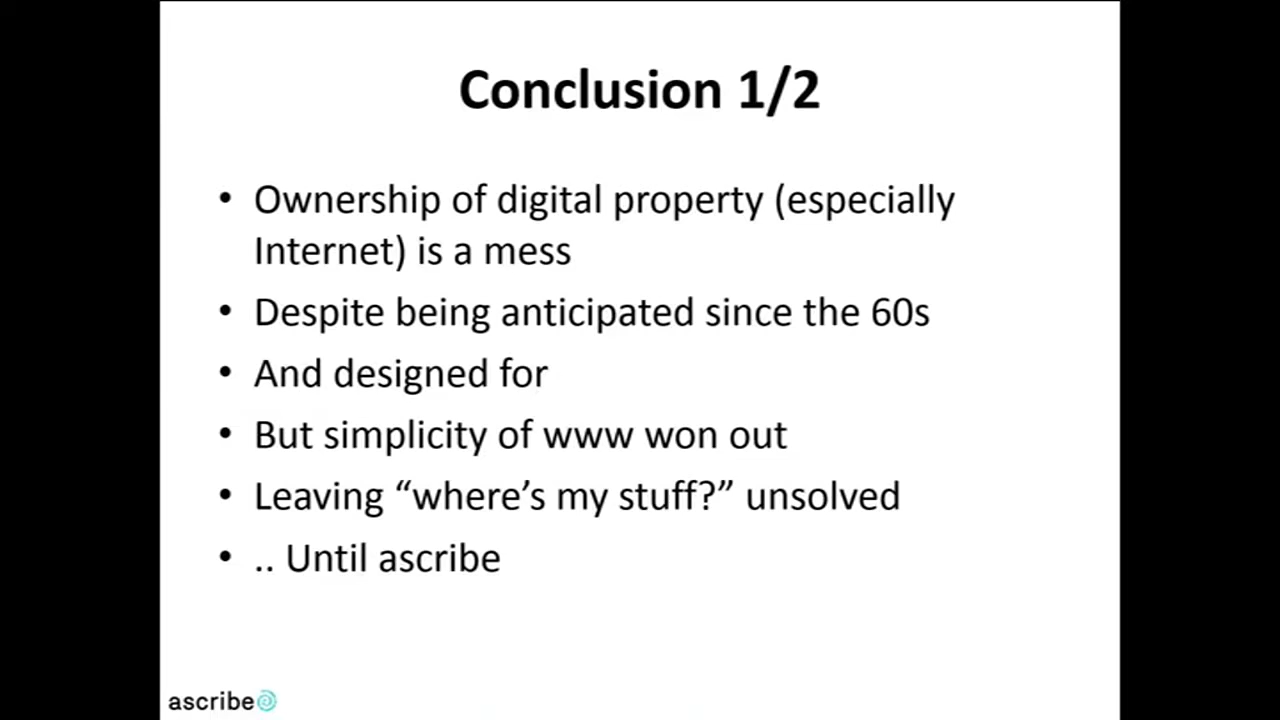 Conclusion 1/2
• Ownership of digital property (especially
Internet) is a mess
• Despite being anticipated since the 60s
• And designed for
• But simplicity of www won out
• Leaving “where’s my stuff?” unsolved
• .. Until ascribe
ascribe